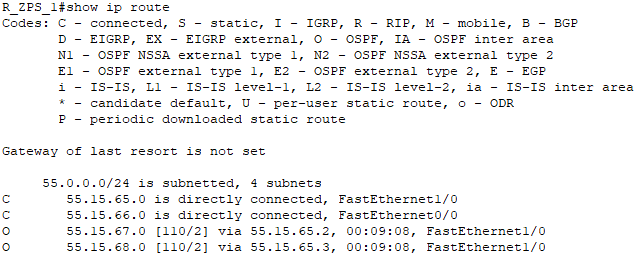 R_ZPS_1#show ip route
Codes: C - connected, S - static, I - IGRP, R - RIP, M - mobile, B - BGP
       D - EIGRP, EX - EIGRP external, O - OSPF, IA - OSPF inter area
       N1 - OSPF NSSA external type 1, N2 - OSPF NSSA external type 2
       E1 - OSPF external type 1, E2 - OSPF external type 2, E - EGP
       i - IS-IS, L1 - IS-IS level-1, L2 - IS-IS level-2, ia - IS-IS inter area
       * - candidate default, U - per-user static route, o - ODR
       P - periodic downloaded static route

Gateway of last resort is not set

     55.0.0.0/24 is subnetted, 4 subnets
C       55.15.65.0 is directly connected, FastEthernet1/0
C       55.15.66.0 is directly connected, FastEthernet0/0
O       55.15.67.0 [110/2] via 55.15.65.2, 00:09:08, FastEthernet1/0
O       55.15.68.0 [110/2] via 55.15.65.3, 00:09:08, FastEthernet1/0